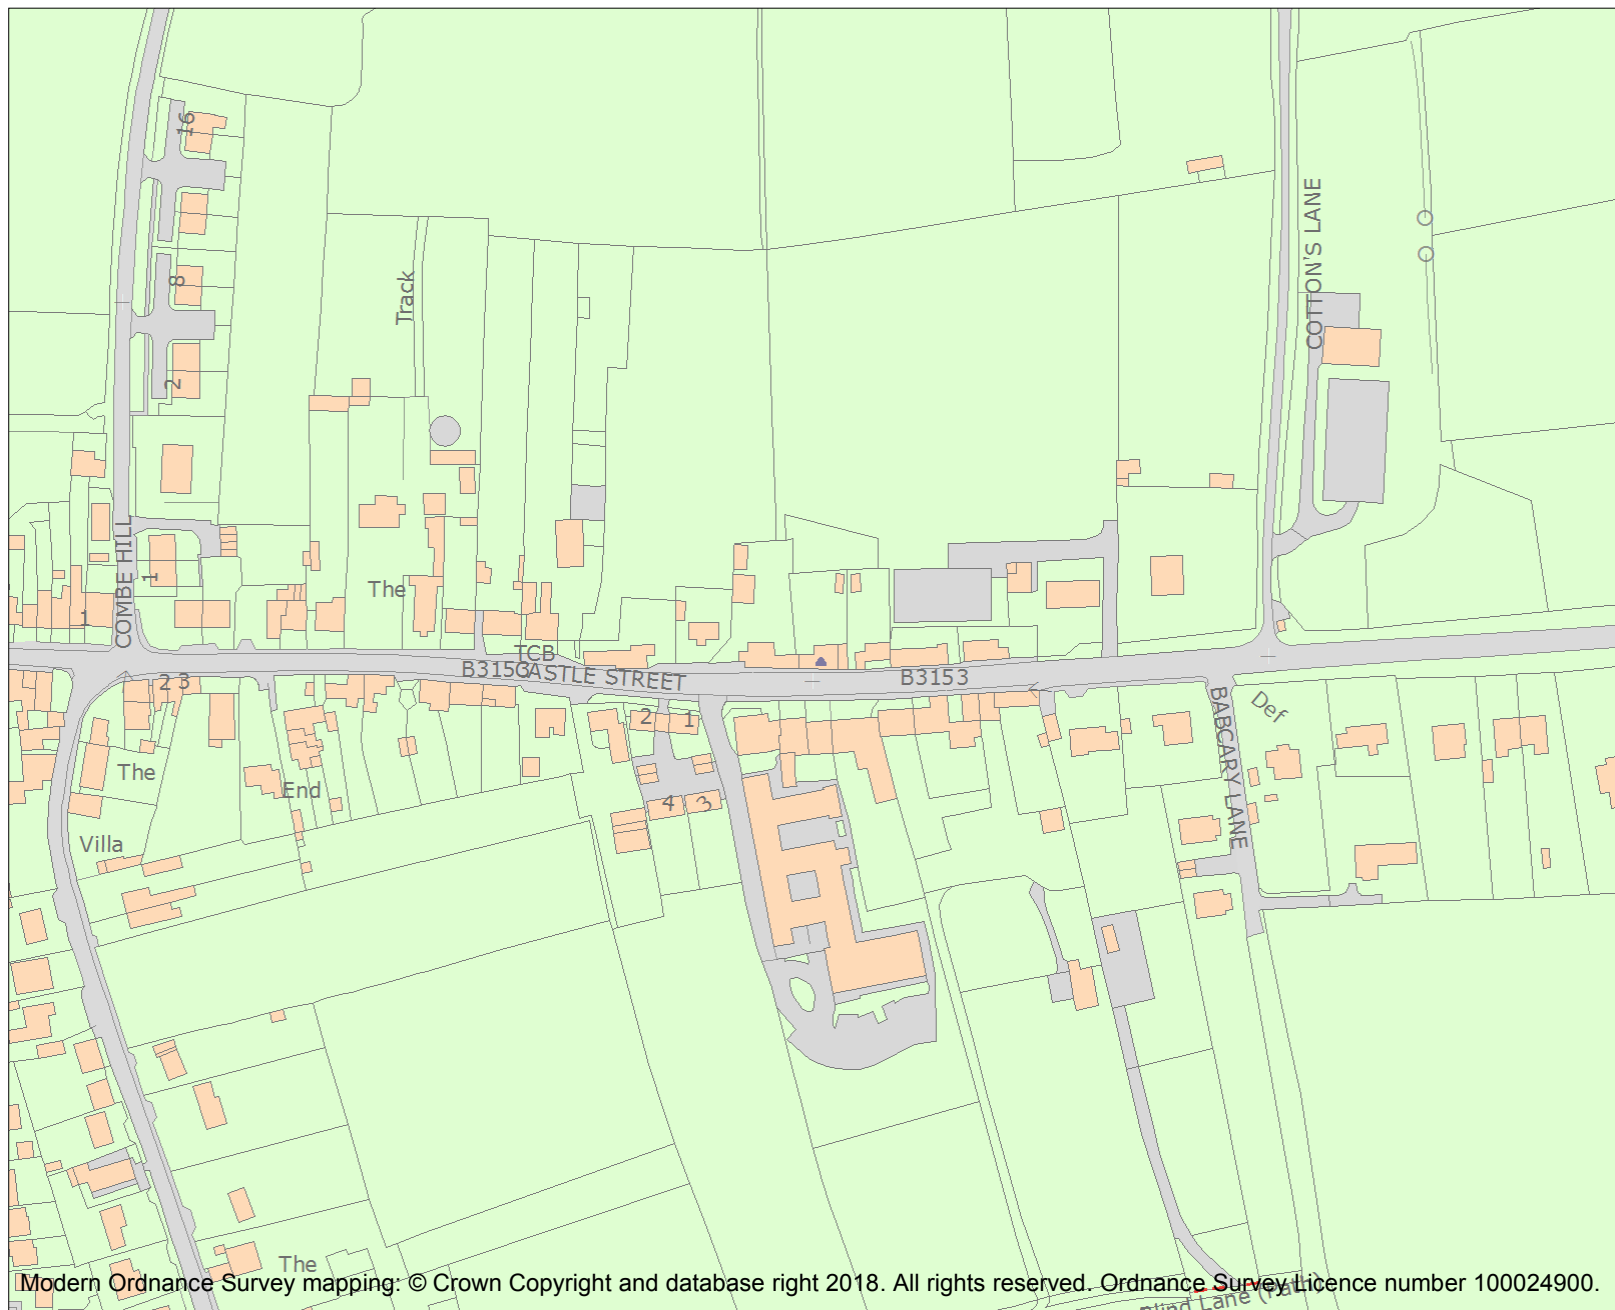 16
COTTON'S LANE
8
Track
2
COMBE HILL
1
The
1
TCB
B3153
CASTLE STREET
B3153
2 3
BABCARY LANE
Def
2
1
The
End
4
3
Villa
The
Blind Lane (Path)
Modern Ordnance Survey mapping: © Crown Copyright and database right 2018. All rights reserved. Ordnance Survey Licence number 100024900.